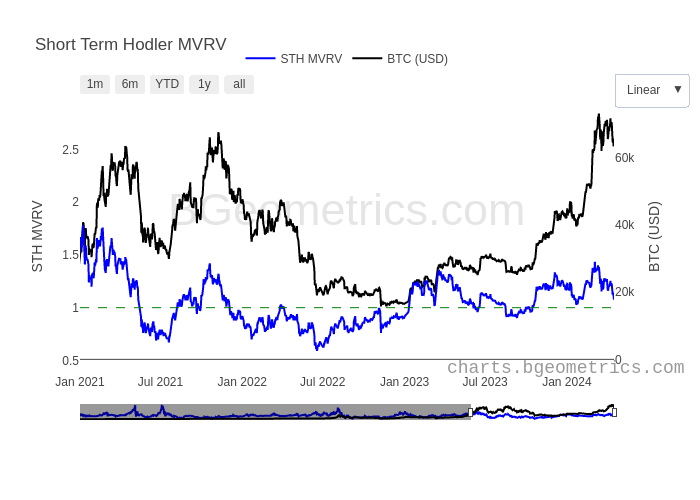 Short Term Hodler MVRV
STH MVRV BTC (USD)
1m 6m YTD 1y all
Linear ▼
2.5
2
1.5
1
0.5
STH MVRV
BGeometrics.com
60k
40k
20k
0
BTC (USD)
charts.bgeometrics.com
Jan 2021 Jul 2021 Jan 2022 Jul 2022 Jan 2023 Jul 2023 Jan 2024